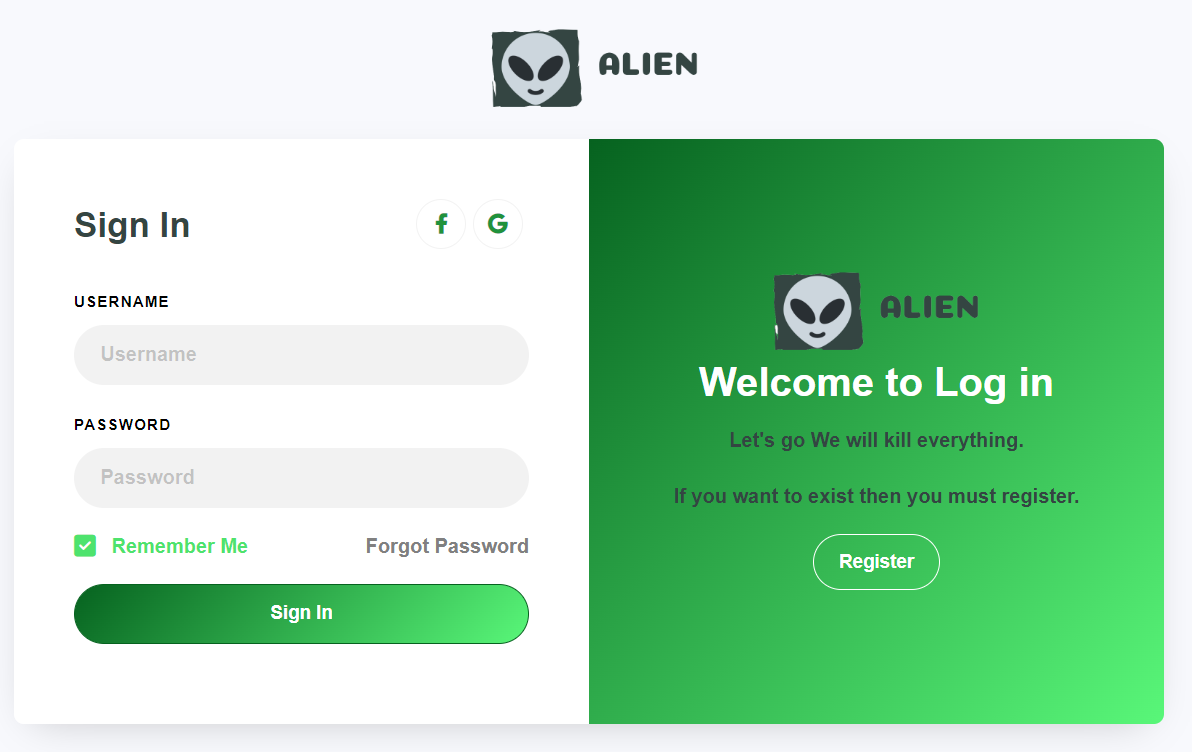 ALIEN
Sign In
USERNAME
Username
PASSWORD
Password
Remember Me
Forgot Password
Sign In
ALIEN
Welcome to Log in
Let's go We will kill everything.
If you want to exist then you must register.
Register